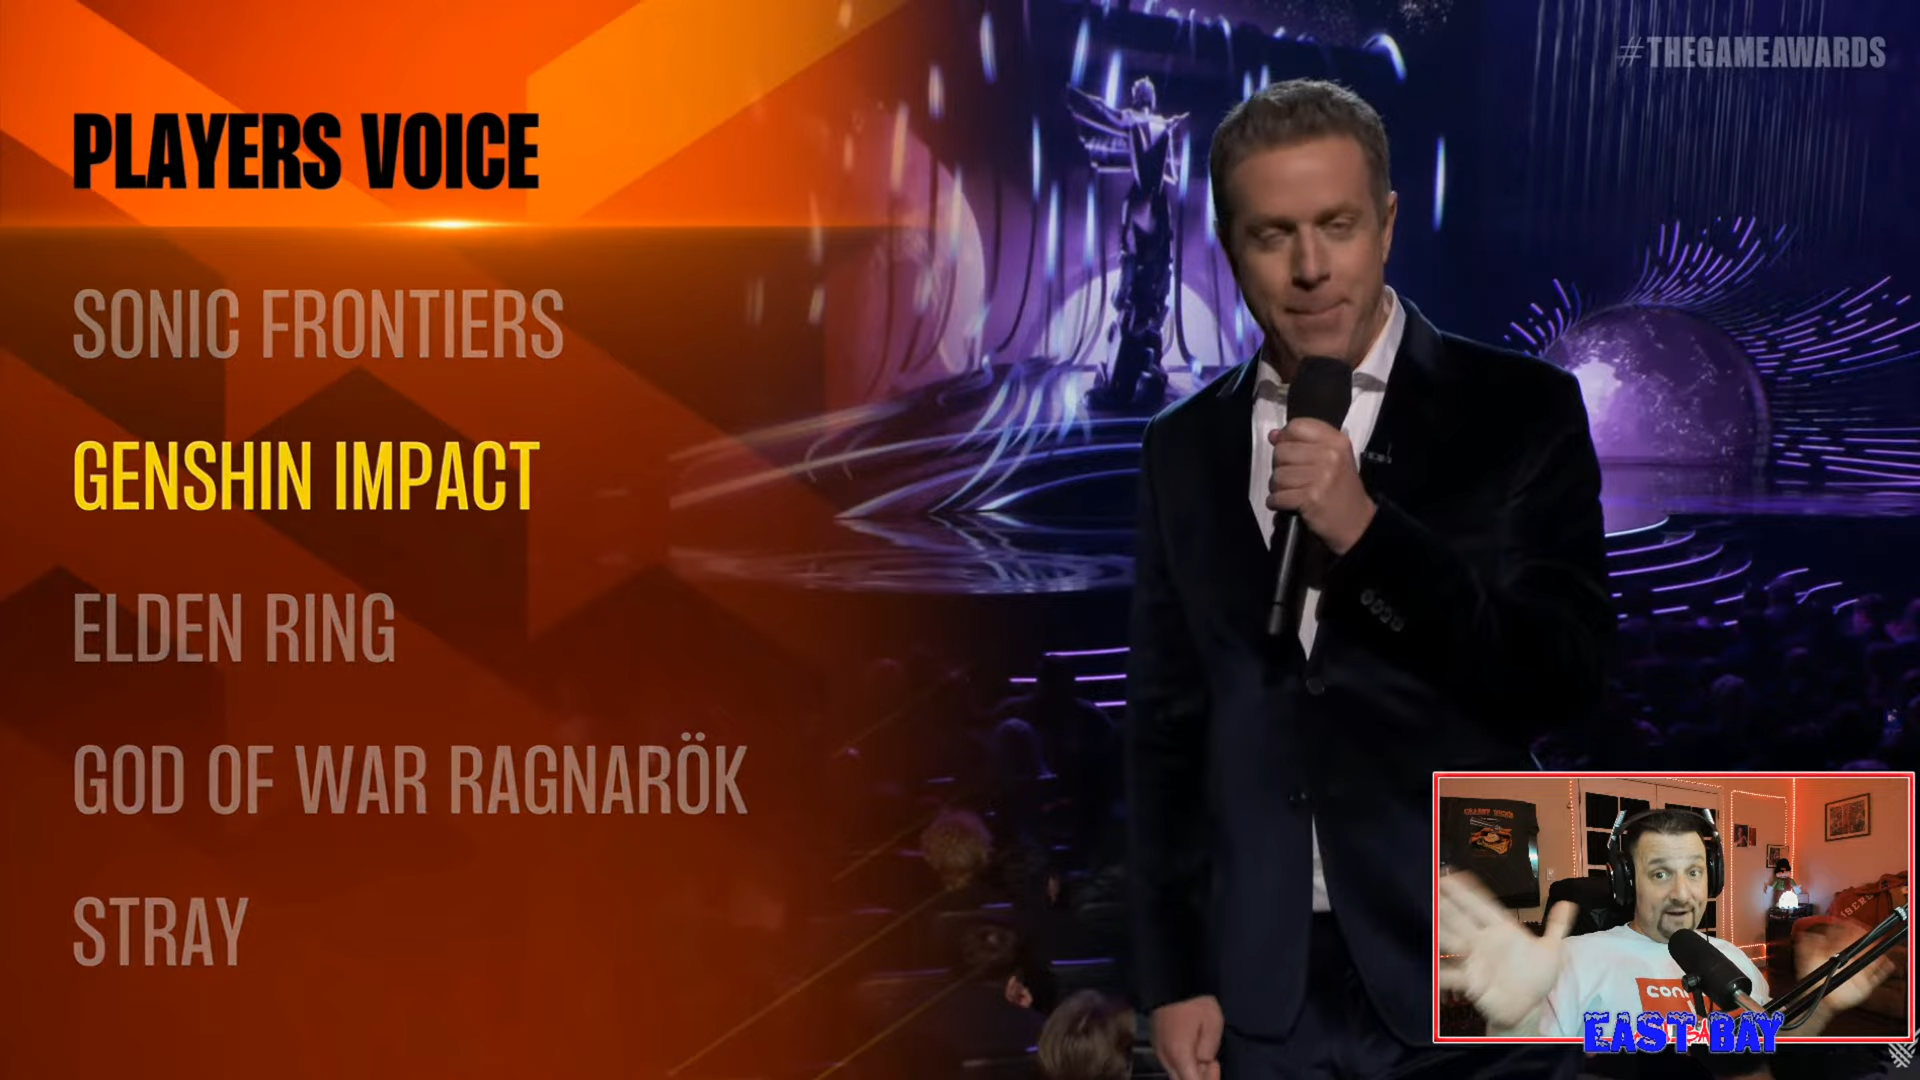 #THEGAMEAWARDS
PLAYERS VOICE
SONIC FRONTIERS
GENSHIN IMPACT
ELDEN RING
GOD OF WAR RAGNARÖK
STRAY
EAST BAY